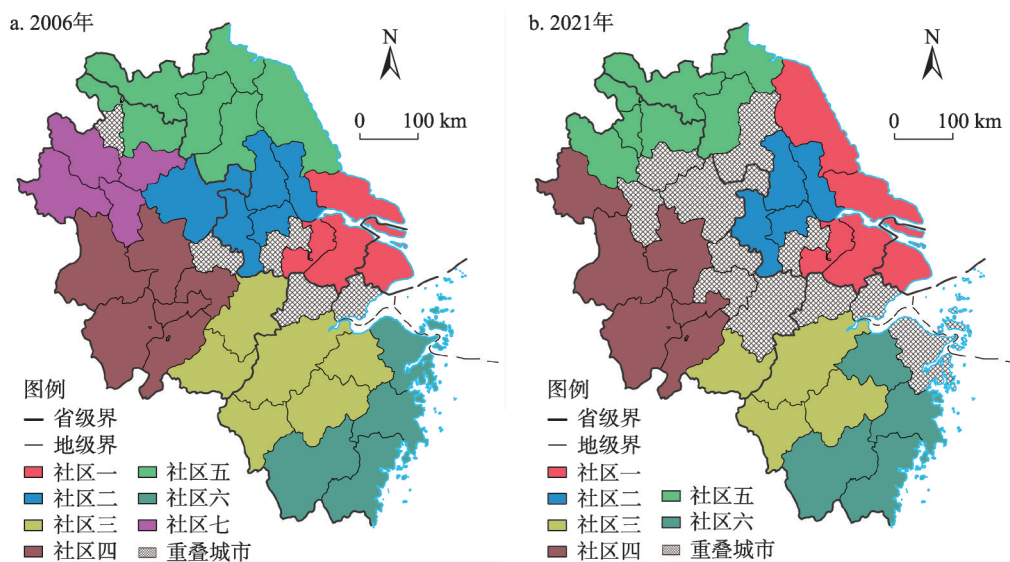 a. 2006年
N
0 100 km
图例
省级界
地级界
社区一
社区二
社区三
社区四
社区五
社区六
社区七
重叠城市
b. 2021年
N
0 100 km
图例
省级界
地级界
社区一
社区二
社区三
社区四
社区五
社区六
重叠城市